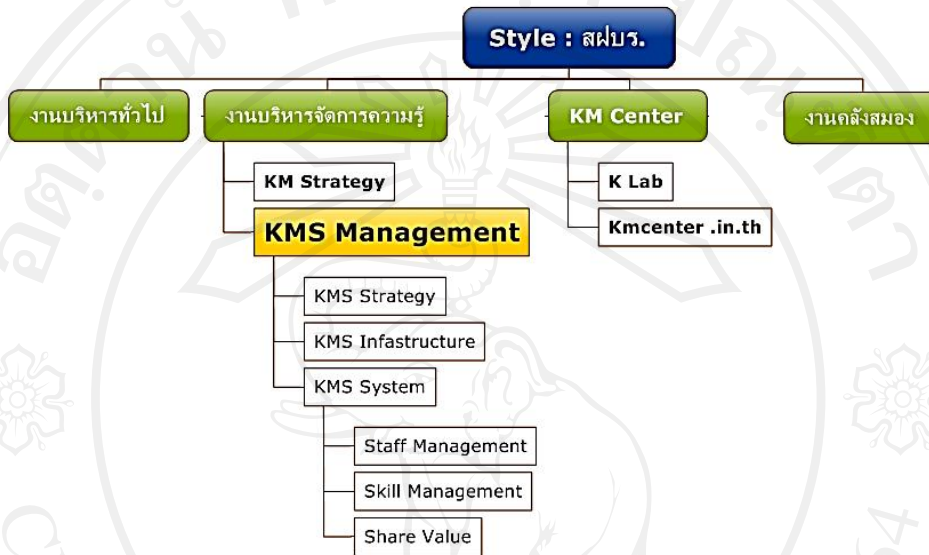 Style : สฝบร.
งานบริหารทั่วไป
งานบริหารจัดการความรู้
KM Center
งานคลังสมอง
KM Strategy
KMS Management
KMS Strategy
KMS Infastructure
KMS System
Staff Management
Skill Management
Share Value
K Lab
Kmcenter .in.th